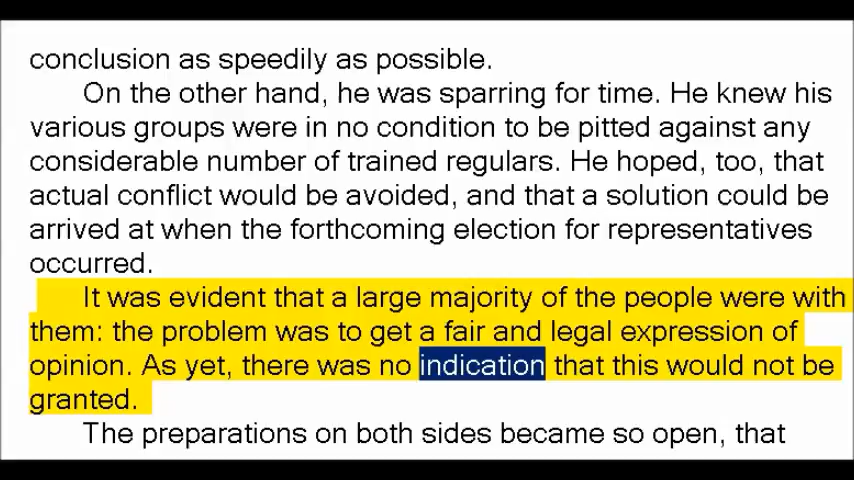 conclusion as speedily as possible.
On the other hand, he was sparring for time. He knew his
various groups were in no condition to be pitted against any
considerable number of trained regulars. He hoped, too, that
actual conflict would be avoided, and that a solution could be
arrived at when the forthcoming election for representatives
occurred.
It was evident that a large majority of the people were with
them: the problem was to get a fair and legal expression of
opinion. As yet, there was no indication that this would not be
granted.
The preparations on both sides became so open, that